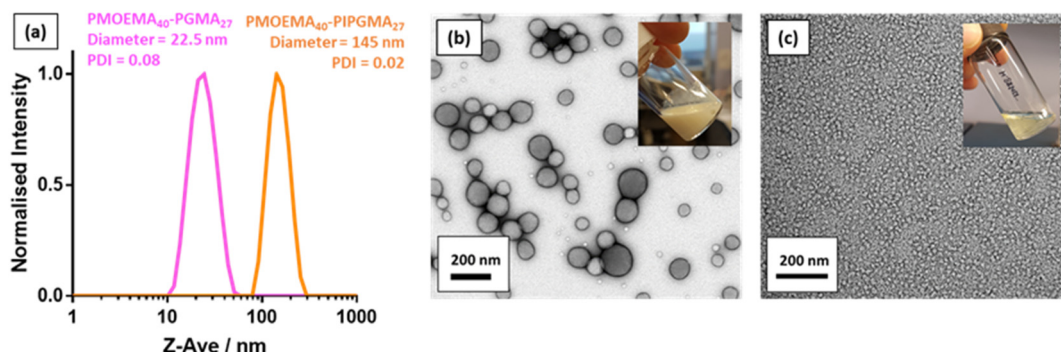 (a)
PMOEMA₄₀-PGMA₂₇
Diameter = 22.5 nm
PDI = 0.08
PMOEMA₄₀-PIPGMA₂₇
Diameter = 145 nm
PDI = 0.02
Normalised Intensity
1.0
0.5
0.0
1
10
100
1000
Z-Ave / nm
(b)
200 nm
(c)
200 nm